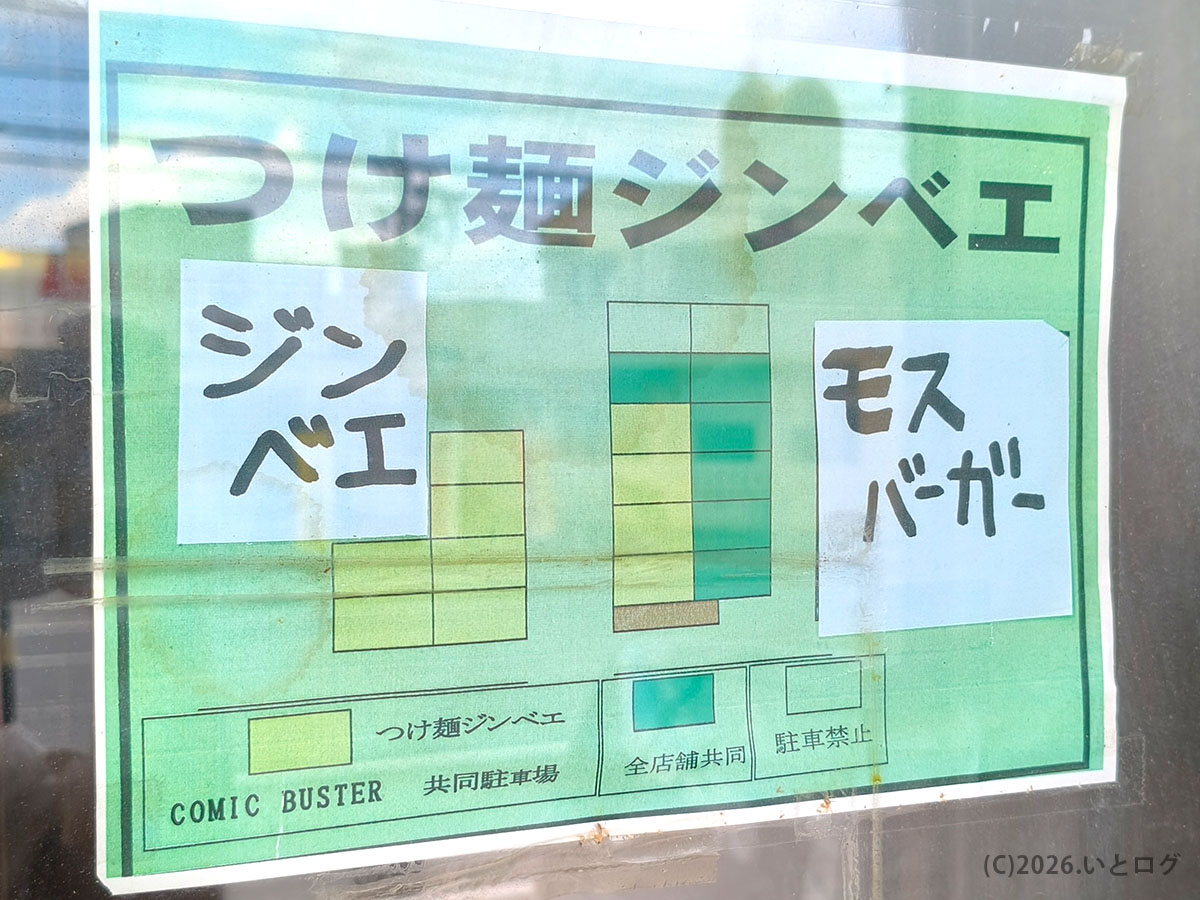 つけ麺ジンベエ
ジン
ベエ
モス
バーガー
つけ麺ジンベエ
COMIC BUSTER 共同駐車場
全店舗共同
駐車禁止
(C)2026.いとログ